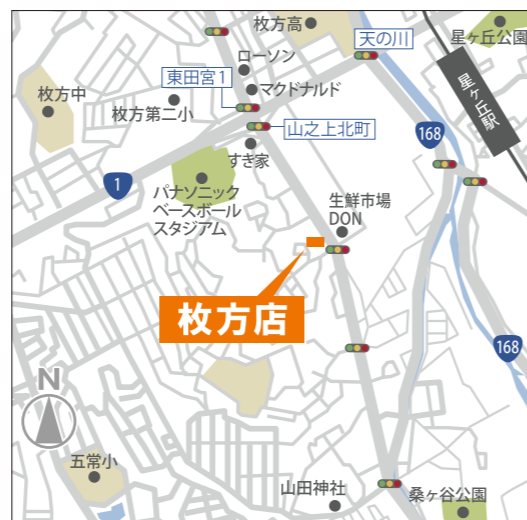 枚方高
天の川
星ヶ丘公園
ローソン
東田宮1
マクドナルド
枚方中
枚方第二小
星ヶ丘駅
山之上北町
168
すき家
1
パナソニック
ベースボール
スタジアム
生鮮市場
DON
枚方店
168
N
五常小
山田神社
桑ヶ谷公園